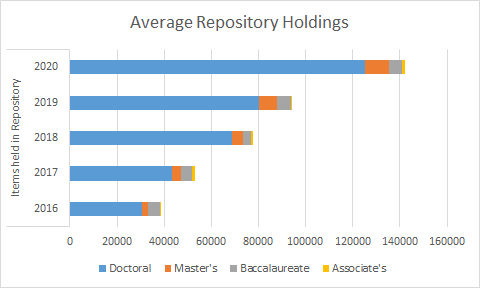 Average Repository Holdings
Items held in Repository
2020
2019
2018
2017
2016
0 20000 40000 60000 80000 100000 120000 140000 160000
Doctoral Master's Baccalaureate Associate's